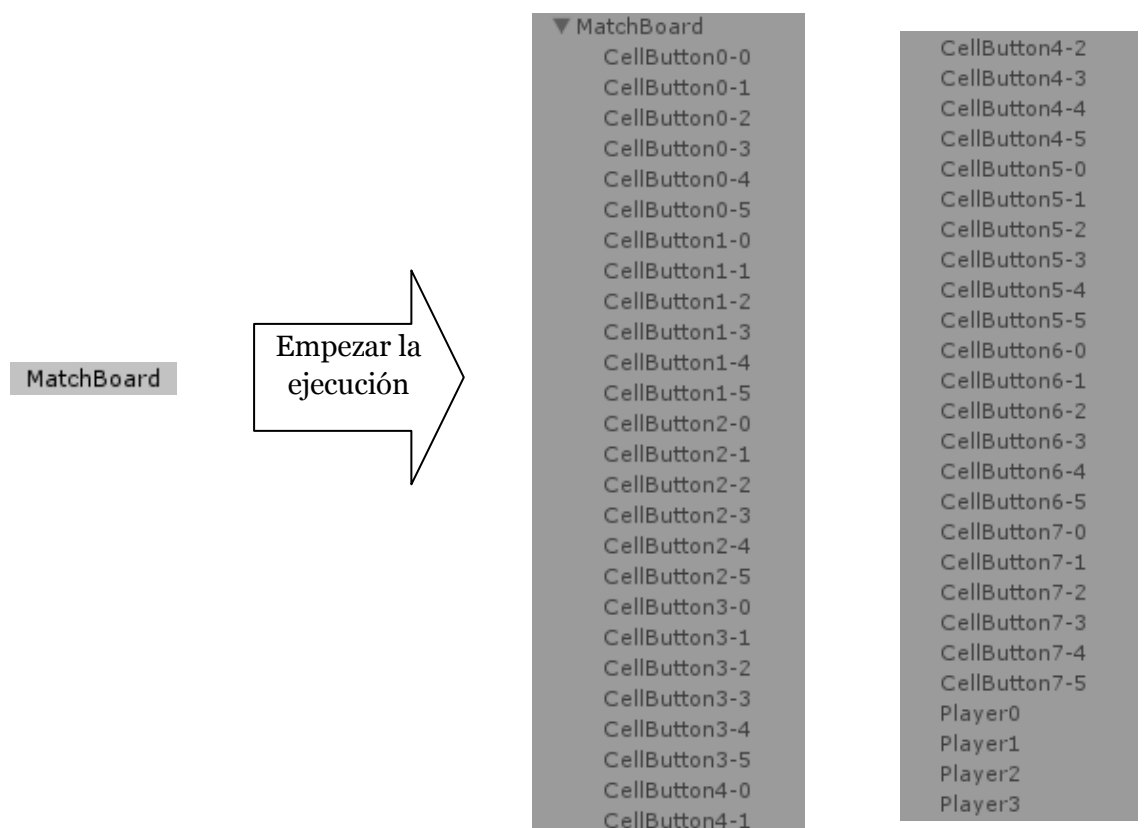 MatchBoard
Empezar la
ejecución
▼ MatchBoard
CellButton0-0
CellButton0-1
CellButton0-2
CellButton0-3
CellButton0-4
CellButton0-5
CellButton1-0
CellButton1-1
CellButton1-2
CellButton1-3
CellButton1-4
CellButton1-5
CellButton2-0
CellButton2-1
CellButton2-2
CellButton2-3
CellButton2-4
CellButton2-5
CellButton3-0
CellButton3-1
CellButton3-2
CellButton3-3
CellButton3-4
CellButton3-5
CellButton4-0
CellButton4-1
CellButton4-2
CellButton4-3
CellButton4-4
CellButton4-5
CellButton5-0
CellButton5-1
CellButton5-2
CellButton5-3
CellButton5-4
CellButton5-5
CellButton6-0
CellButton6-1
CellButton6-2
CellButton6-3
CellButton6-4
CellButton6-5
CellButton7-0
CellButton7-1
CellButton7-2
CellButton7-3
CellButton7-4
CellButton7-5
Player0
Player1
Player2
Player3